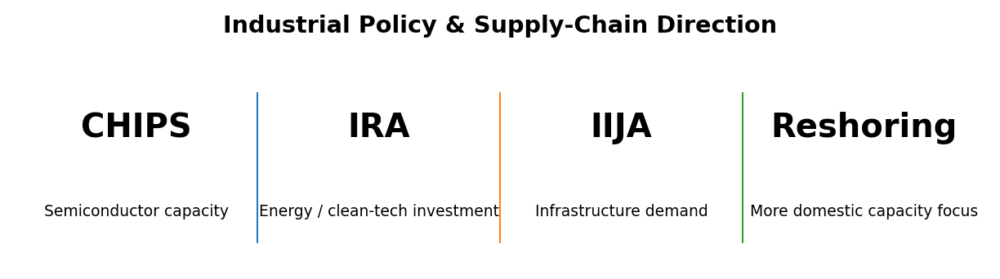 Industrial Policy & Supply-Chain Direction
CHIPS
Semiconductor capacity
IRA
Energy / clean-tech investment
IIJA
Infrastructure demand
Reshoring
More domestic capacity focus